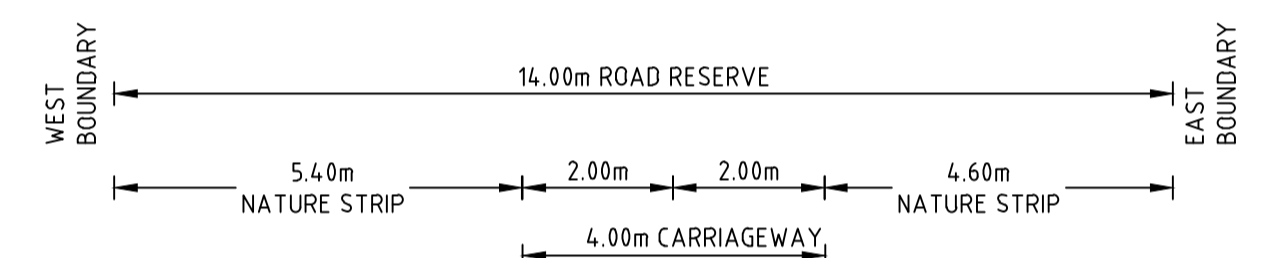 WEST
BOUNDARY
14.00m ROAD RESERVE
EAST
BOUNDARY
5.40m
NATURE STRIP
2.00m
2.00m
4.60m
NATURE STRIP
4.00m CARRIAGEWAY